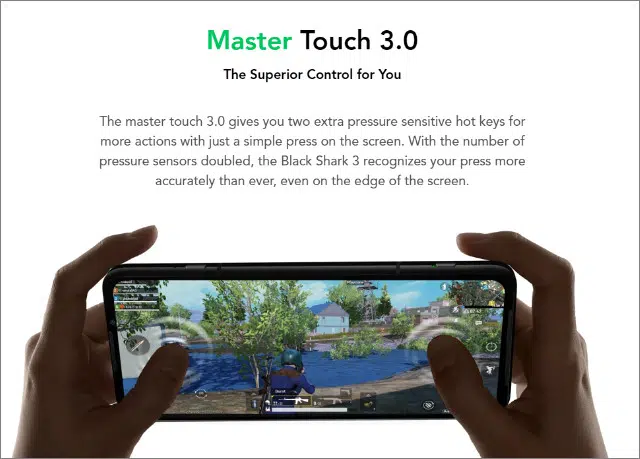 Master Touch 3.0
The Superior Control for You
The master touch 3.0 gives you two extra pressure sensitive hot keys for
more actions with just a simple press on the screen. With the number of
pressure sensors doubled, the Black Shark 3 recognizes your press more
accurately than ever, even on the edge of the screen.